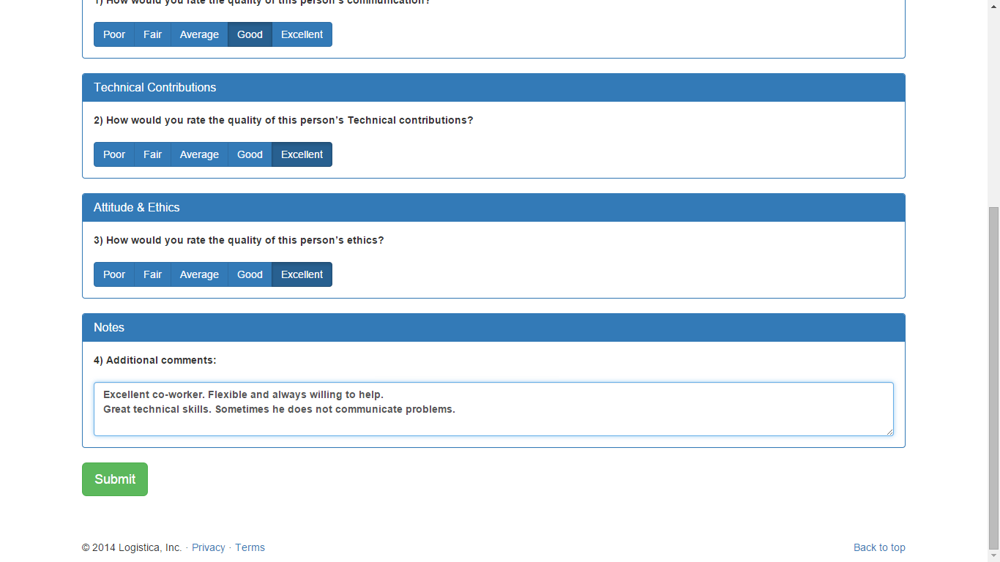 1) How would you rate the quality of this person's communication?
Poor Fair Average Good Excellent
Technical Contributions
2) How would you rate the quality of this person’s Technical contributions?
Poor Fair Average Good Excellent
Attitude & Ethics
3) How would you rate the quality of this person’s ethics?
Poor Fair Average Good Excellent
Notes
4) Additional comments:
Excellent co-worker. Flexible and always willing to help.
Great technical skills. Sometimes he does not communicate problems.
Submit
© 2014 Logistica, Inc. · Privacy · Terms Back to top